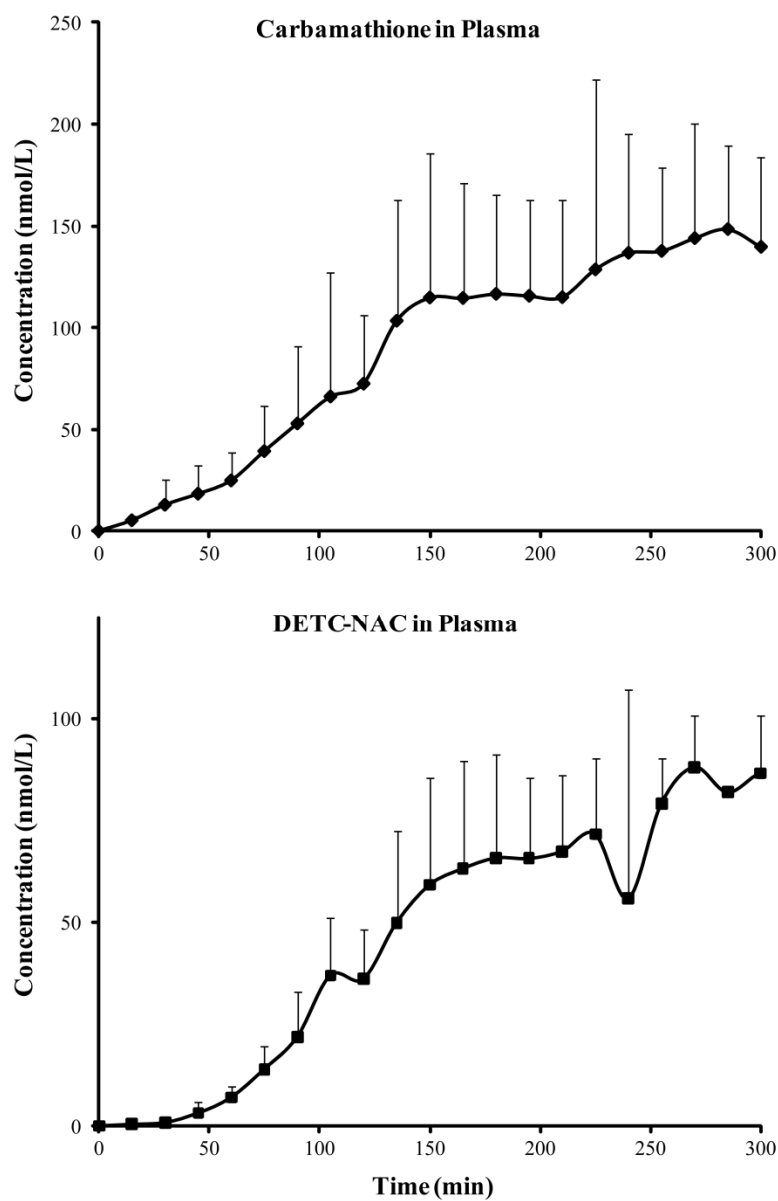 Carbamathione in Plasma
Concentration (nmol/L)
250
200
150
100
50
0
0 50 100 150 200 250 300
DETC-NAC in Plasma
Concentration (nmol/L)
100
50
0
0 50 100 150 200 250 300
Time (min)